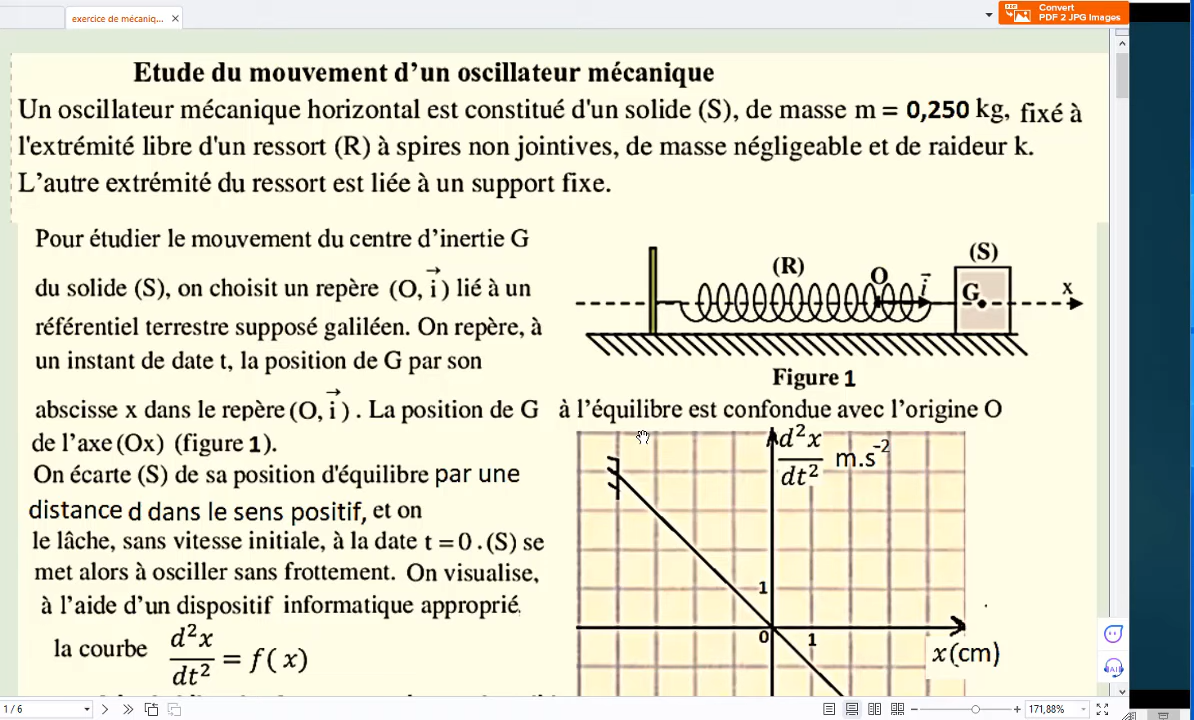 exercice de mécaniq...
Convert
PDF 2 JPG Images
Etude du mouvement d’un oscillateur mécanique
Un oscillateur mécanique horizontal est constitué d'un solide (S), de masse m = 0,250 kg, fixé à
l'extrémité libre d'un ressort (R) à spires non jointives, de masse négligeable et de raideur k.
L’autre extrémité du ressort est liée à un support fixe.
Pour étudier le mouvement du centre d’inertie G
du solide (S), on choisit un repère (O, i) lié à un
référentiel terrestre supposé galiléen. On repère, à
un instant de date t, la position de G par son
abscisse x dans le repère (O, i) . La position de G à l’équilibre est confondue avec l’origine O
de l’axe (Ox) (figure 1).
On écarte (S) de sa position d'équilibre par une
distance d dans le sens positif, et on
le lâche, sans vitesse initiale, à la date t = 0 . (S) se
met alors à osciller sans frottement. On visualise,
à l’aide d’un dispositif informatique approprié
la courbe d²x/dt² = f( x)
(S)
(R)
O
i
G
x
Figure 1
d²x/dt² m.s⁻²
1
0
1
x(cm)
1 / 6
171,88%